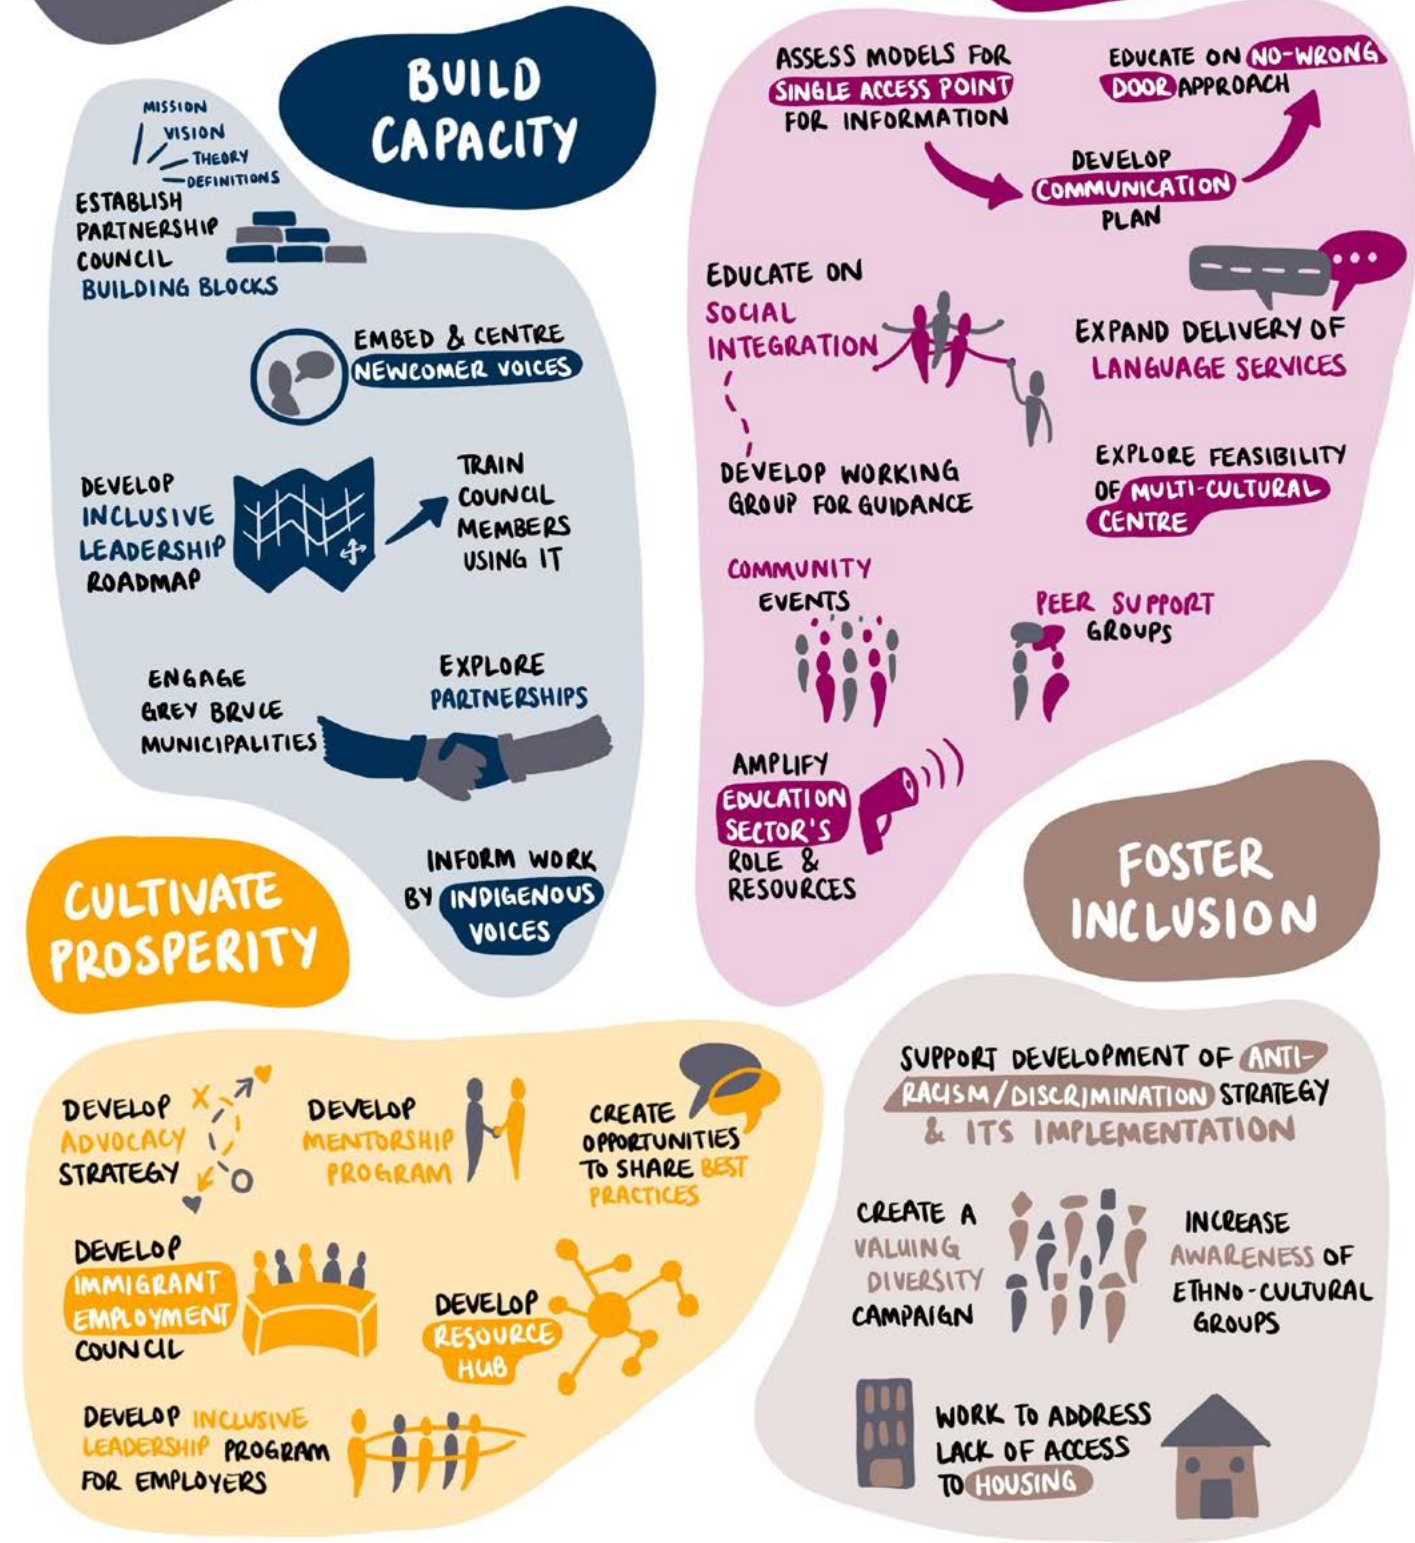 BUILD
CAPACITY
MISSION
VISION
THEORY
DEFINITIONS
ESTABLISH
PARTNERSHIP
COUNCIL
BUILDING BLOCKS
EMBED & CENTRE
NEWCOMER VOICES
DEVELOP
INCLUSIVE
LEADERSHIP
ROADMAP
TRAIN
COUNCIL
MEMBERS
USING IT
ENGAGE
GREY BRUCE
MUNICIPALITIES
EXPLORE
PARTNERSHIPS
INFORM WORK
BY INDIGENOUS
VOICES
ASSESS MODELS FOR
SINGLE ACCESS POINT
FOR INFORMATION
DEVELOP
COMMUNICATION
PLAN
EDUCATE ON NO-WRONG
DOOR APPROACH
EDUCATE ON
SOCIAL
INTEGRATION
DEVELOP WORKING
GROUP FOR GUIDANCE
EXPAND DELIVERY OF
LANGUAGE SERVICES
EXPLORE FEASIBILITY
OF MULTI-CULTURAL
CENTRE
COMMUNITY
EVENTS
PEER SUPPORT
GROUPS
AMPLIFY
EDUCATION
SECTOR'S
ROLE &
RESOURCES
CULTIVATE
PROSPERITY
DEVELOP
ADVOCACY
STRATEGY
DEVELOP
MENTORSHIP
PROGRAM
CREATE
OPPORTUNITIES
TO SHARE BEST
PRACTICES
DEVELOP
IMMIGRANT
EMPLOYMENT
COUNCIL
DEVELOP
RESOURCE
HUB
DEVELOP INCLUSIVE
LEADERSHIP PROGRAM
FOR EMPLOYERS
FOSTER
INCLUSION
SUPPORT DEVELOPMENT OF ANTI-
RACISM/DISCRIMINATION STRATEGY
& ITS IMPLEMENTATION
CREATE A
VALUING
DIVERSITY
CAMPAIGN
INCREASE
AWARENESS OF
ETHNO-CULTURAL
GROUPS
WORK TO ADDRESS
LACK OF ACCESS
TO HOUSING